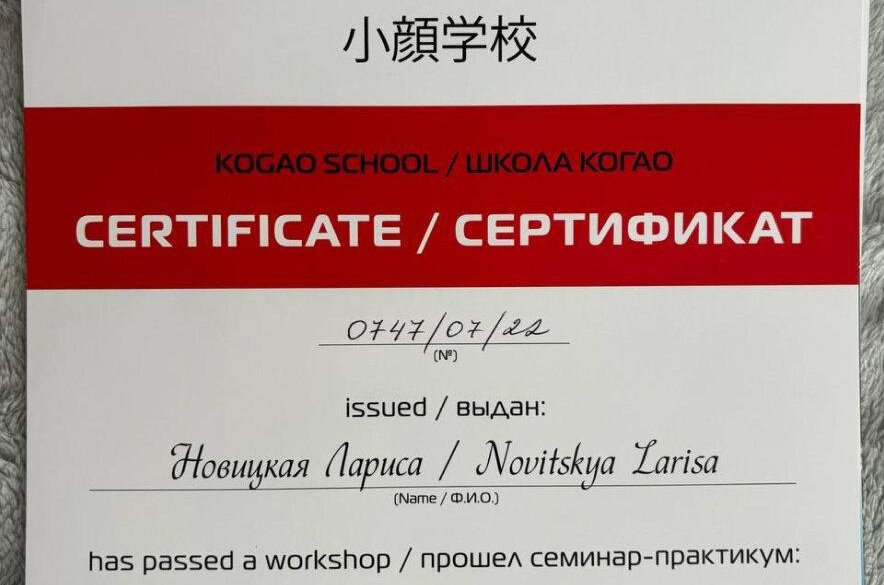 小顔学校
KOGAO SCHOOL / ШКОЛА КОГАО
CERTIFICATE / СЕРТИФИКАТ
0747/07/22
(№)
issued / выдан:
Новицкая Лариса / Novitskya Larisa
(Name / Ф.И.О.)
has passed a workshop / прошел семинар-практикум: